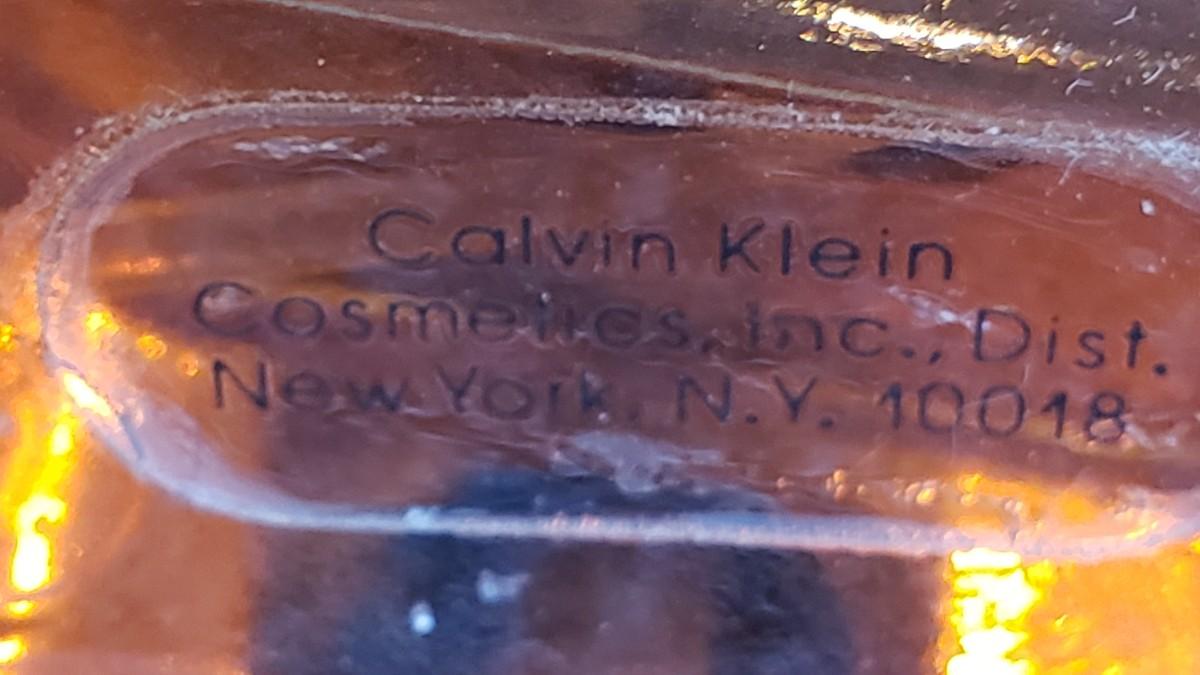 Calvin Klein
Cosmetics, Inc., Dist.
New York, N.Y. 10018